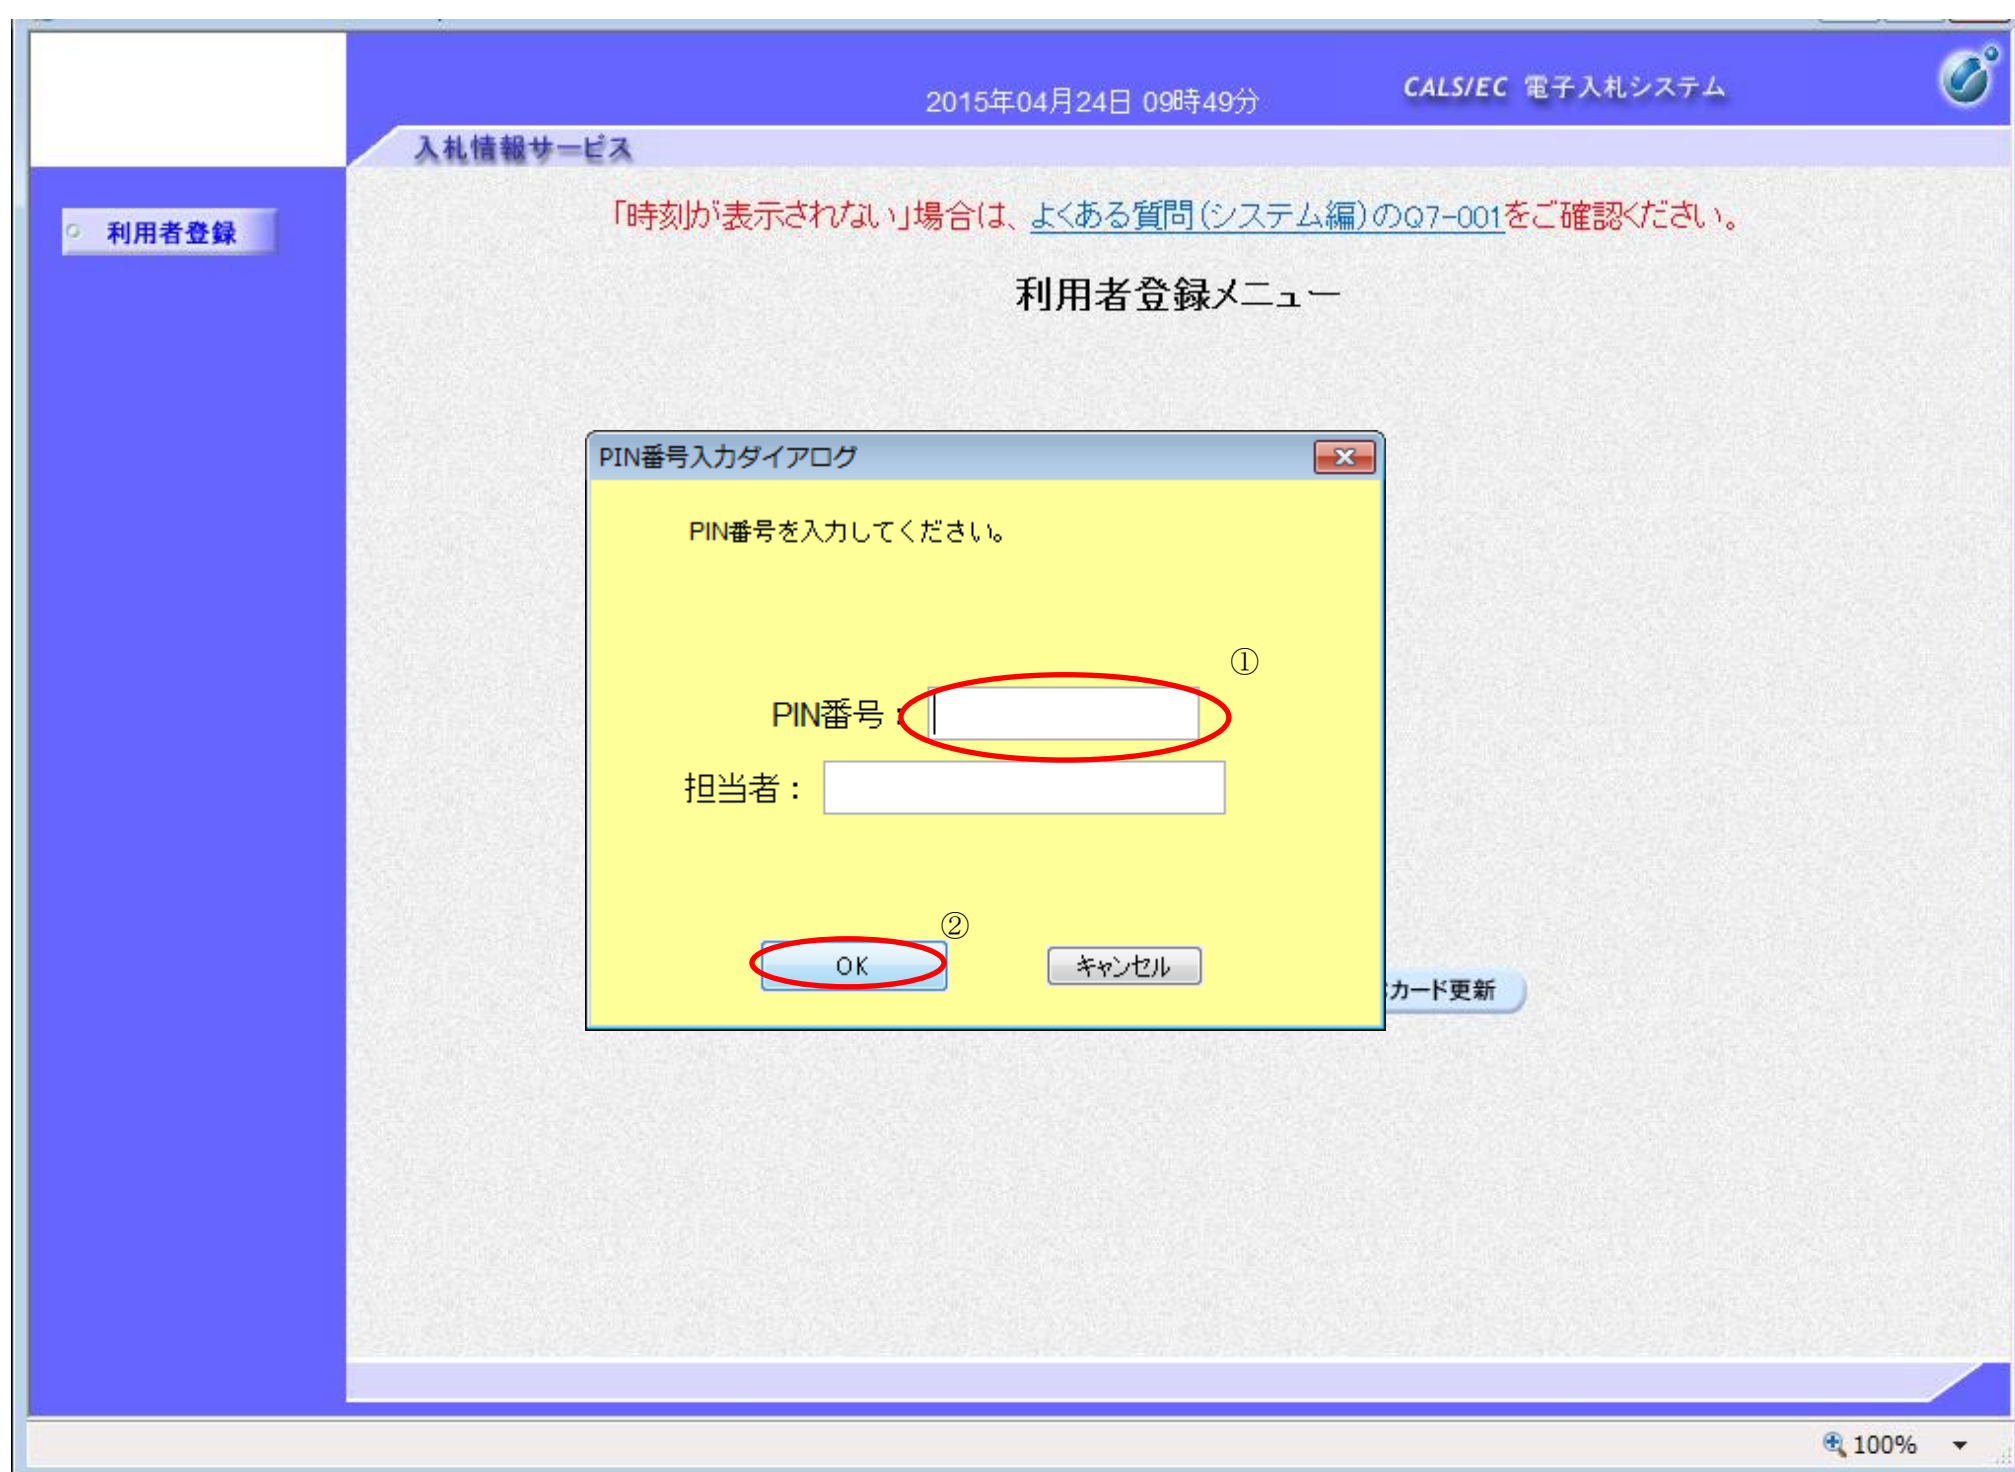 2015年04月24日 09時49分
CALS/EC 電子入札システム
入札情報サービス
利用者登録
「時刻が表示されない」場合は、よくある質問(システム編)のQ7-001をご確認ください。
利用者登録メニュー
PIN番号入力ダイアログ
PIN番号を入力してください。
①
PIN番号：
担当者：
②
OK
キャンセル
カード更新
100%